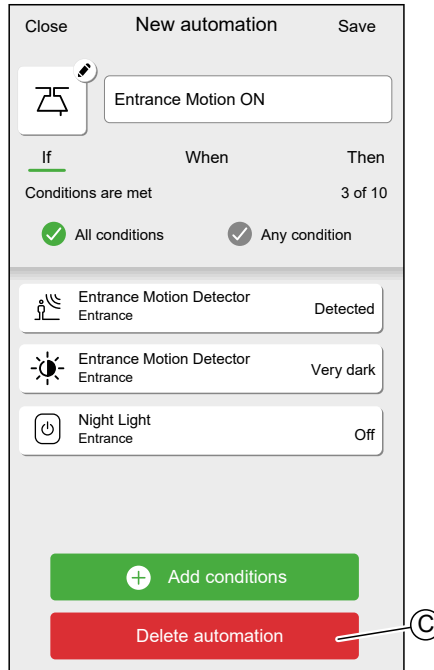 Close New automation Save
Entrance Motion ON
If When Then
Conditions are met 3 of 10
All conditions Any condition
Entrance Motion Detector
Entrance
Detected
Entrance Motion Detector
Entrance
Very dark
Night Light
Entrance
Off
Add conditions
Delete automation
C